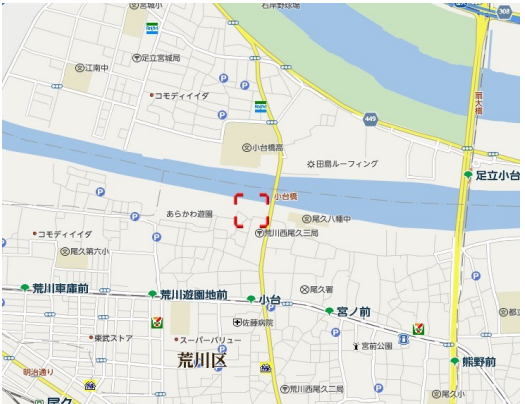 宮城小
石岸野球場
308
足立宮城局
江南中
コモディイイダ
449
扇大橋
小台橋高
田島ルーフィング
足立小台
小台橋
あらかわ遊園
尾久八幡中
荒川西尾久三局
コモディイイダ
尾久第六小
荒川車庫前
荒川遊園地前
小台
尾久署
宮ノ前
佐藤病院
東武ストア
スーパーバリュー
宮前公園
荒川区
熊野前
明治通り
荒川西尾久二局
尾久小
尾久